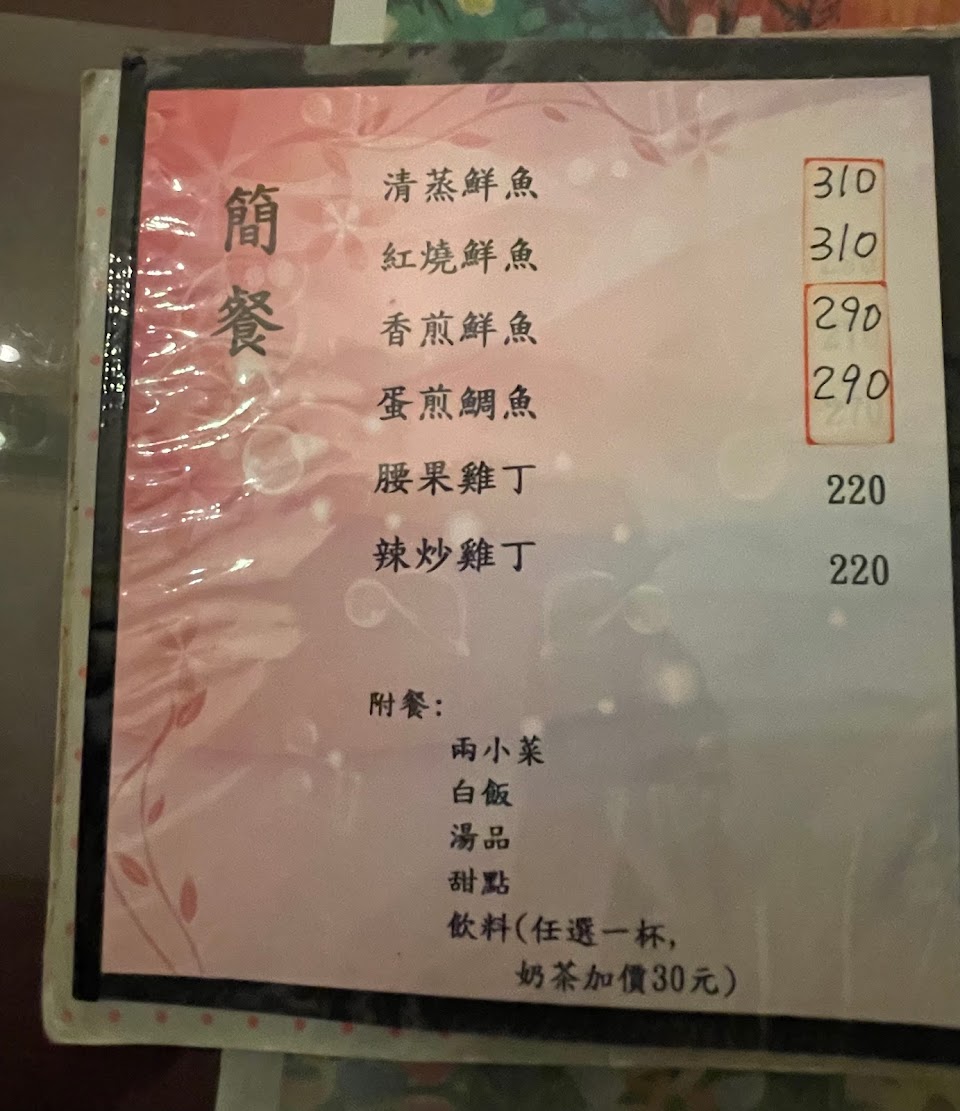 簡餐
清蒸鮮魚 310
紅燒鮮魚 310
香煎鮮魚 290
蛋煎鯛魚 290
腰果雞丁 220
辣炒雞丁 220
附餐:
兩小菜
白飯
湯品
甜點
飲料(任選一杯,
奶茶加價30元)